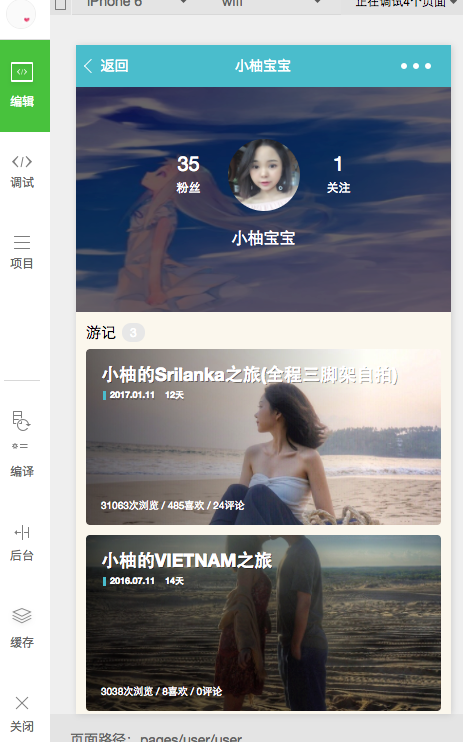 iPhone 6
wifi
正在调试4个页面
编辑
调试
项目
编译
后台
缓存
关闭
返回
小柚宝宝
35
粉丝
1
关注
小柚宝宝
游记 3
小柚的Srilanka之旅(全程三脚架自拍)
2017.01.11 12天
31063次浏览 / 485喜欢 / 24评论
小柚的VIETNAM之旅
2016.07.11 14天
3038次浏览 / 8喜欢 / 0评论
页面路径: pages/user/user